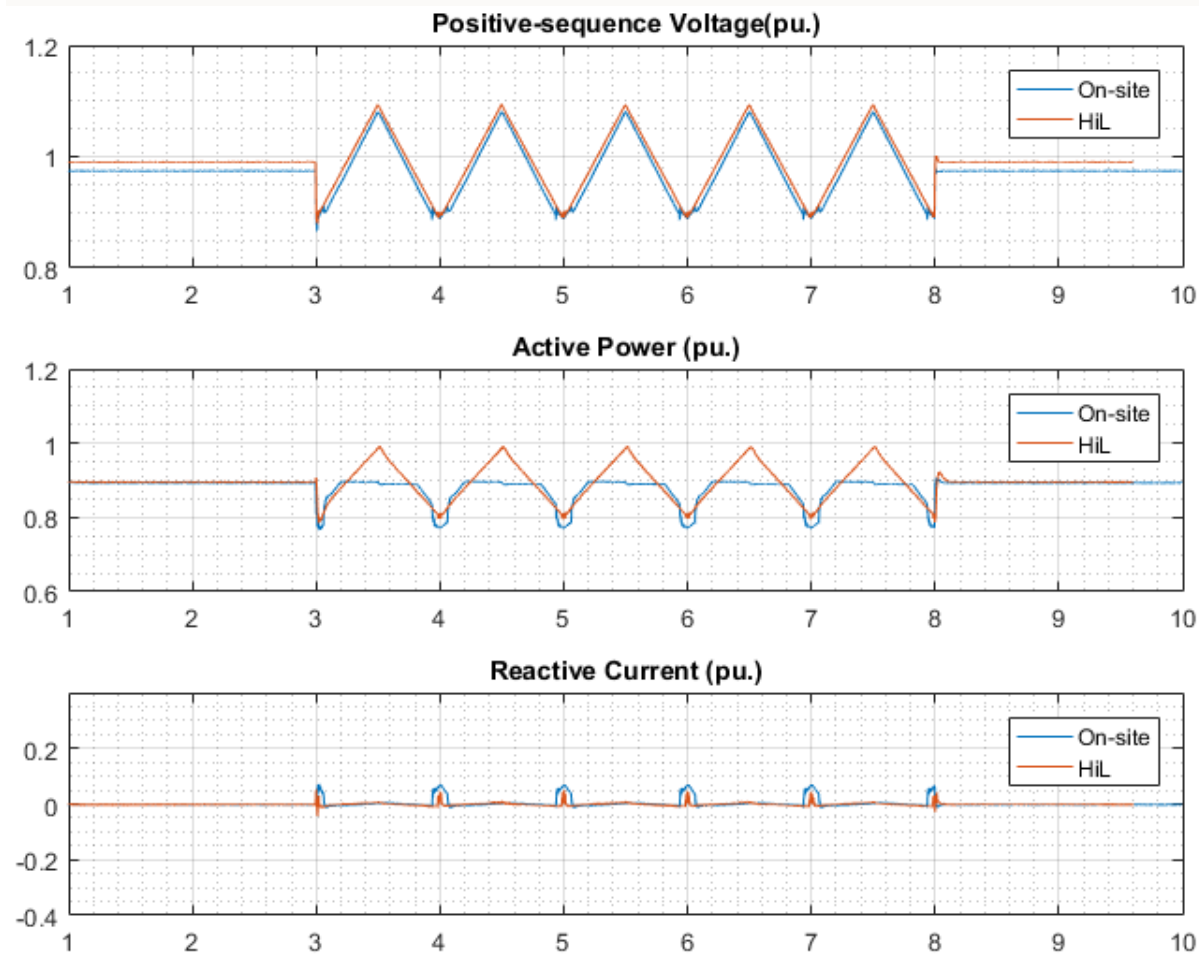 Positive-sequence Voltage(pu.)
1.2
1
0.8
On-site
HiL
1 2 3 4 5 6 7 8 9 10
Active Power (pu.)
1.2
1
0.8
0.6
On-site
HiL
1 2 3 4 5 6 7 8 9 10
Reactive Current (pu.)
0.2
0
-0.2
-0.4
On-site
HiL
1 2 3 4 5 6 7 8 9 10